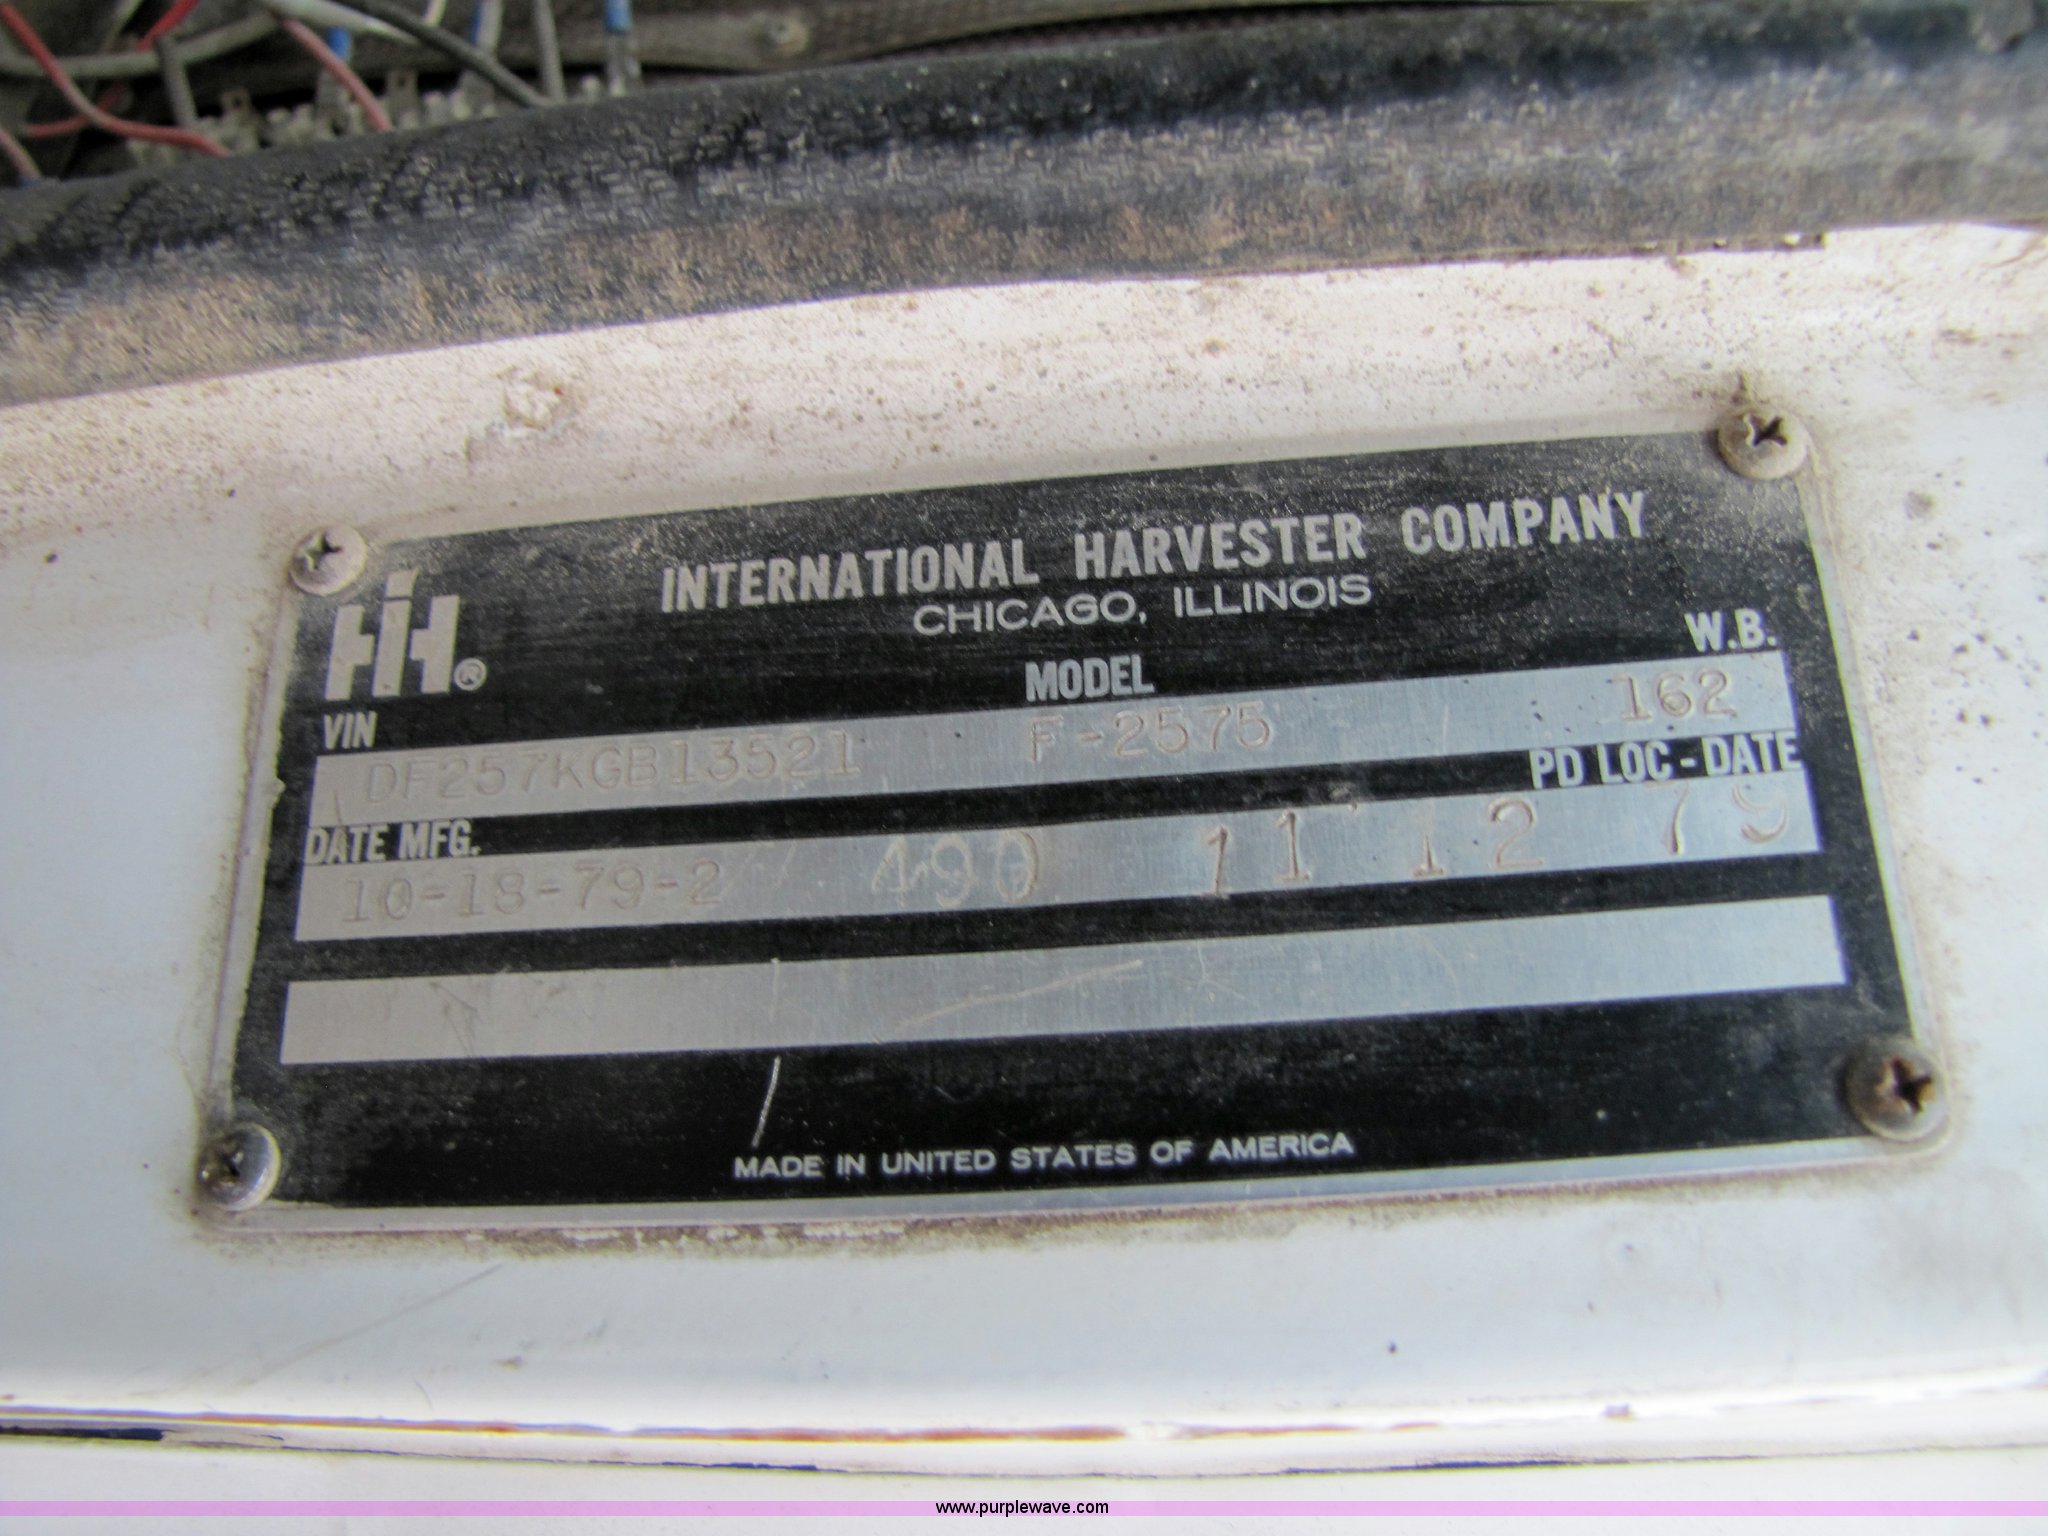 INTERNATIONAL HARVESTER COMPANY
CHICAGO, ILLINOIS
IH®
VIN MODEL W.B.
DF257KGB13521 F-2575 162
DATE MFG. PD LOC-DATE
10-18-79-2 490 11 12 79
MADE IN UNITED STATES OF AMERICA
www.purplewave.com